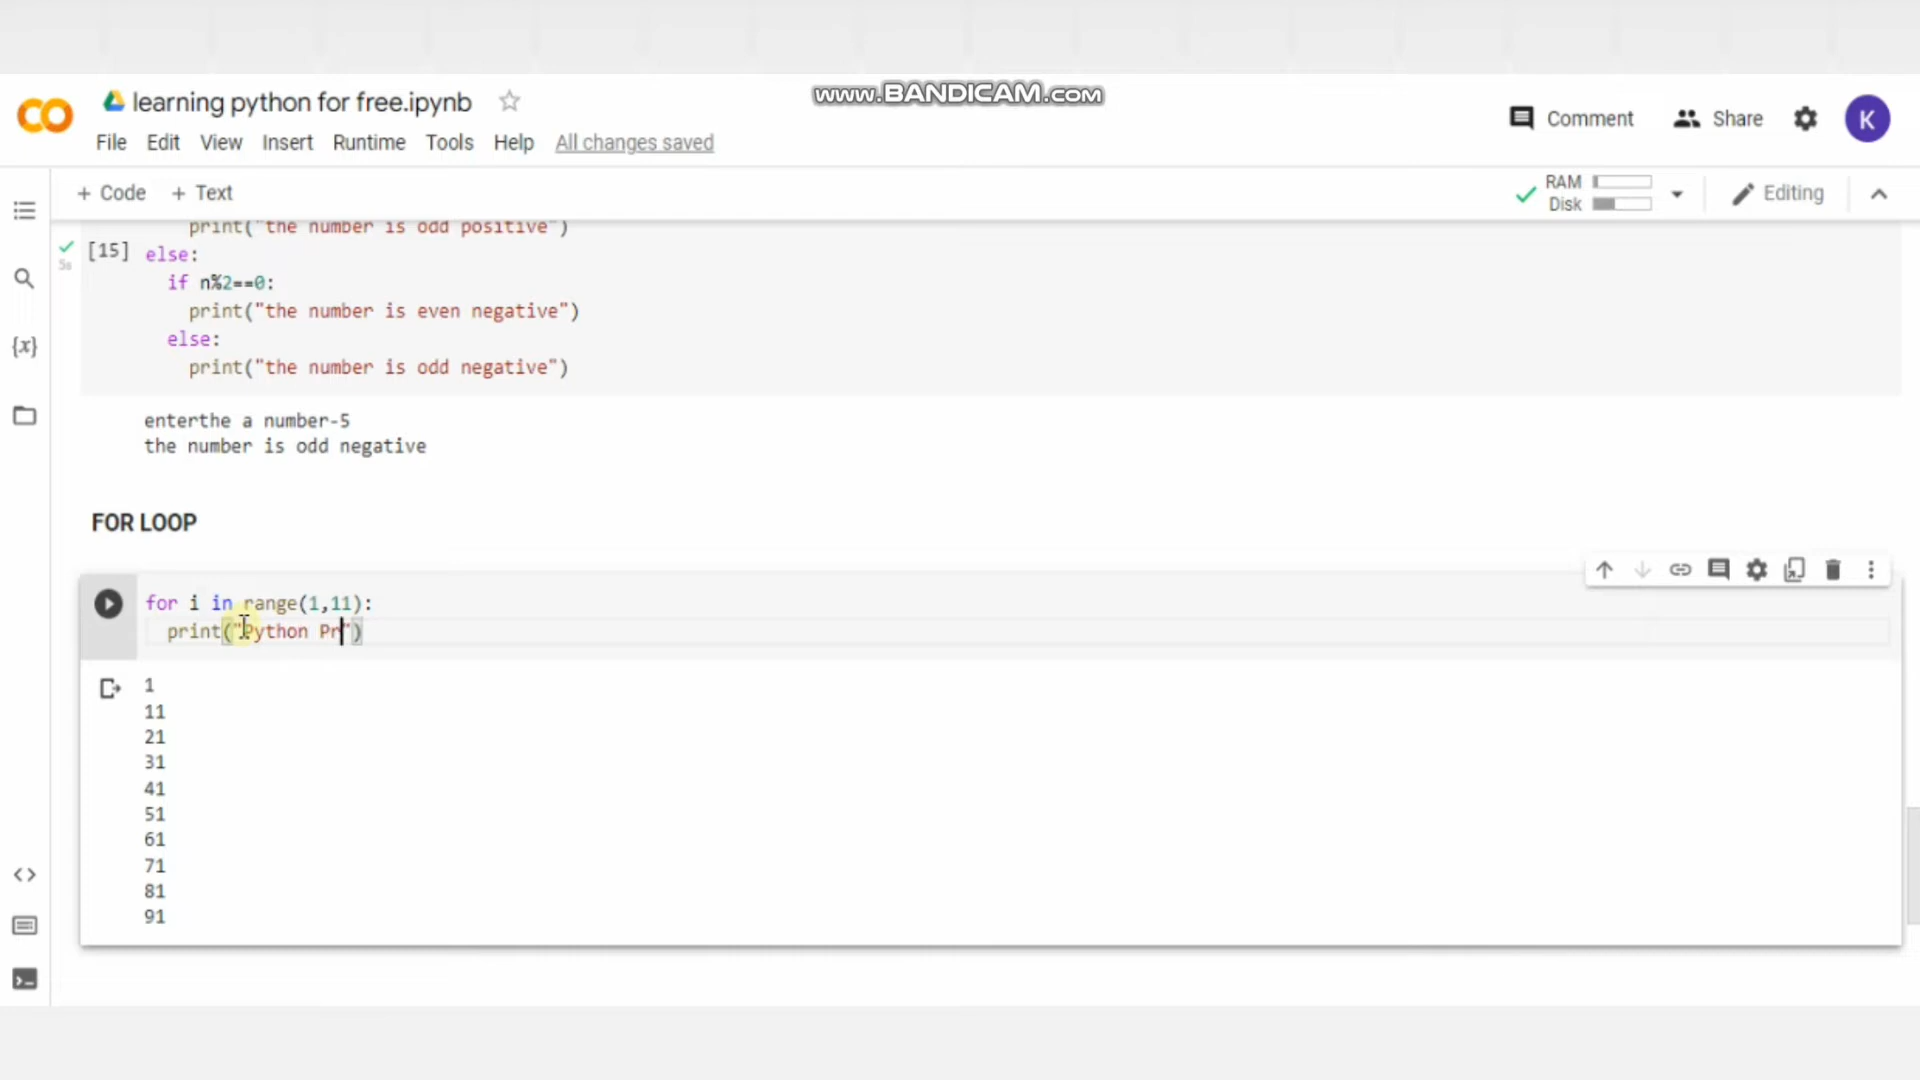 learning python for free.ipynb
www.BANDICAM.com
Comment
Share
K
File Edit View Insert Runtime Tools Help All changes saved
+ Code + Text
RAM
Disk
Editing
print("the number is odd positive")
[15] else:
5s
if n%2==0:
{x}
print("the number is even negative")
else:
print("the number is odd negative")
enterthe a number-5
the number is odd negative
FOR LOOP
for i in range(1,11):
print("Python Pr")
1
11
21
31
41
51
61
71
81
91